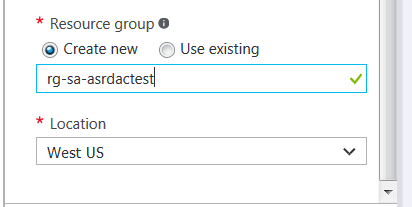 * Resource group
Create new Use existing
rg-sa-asrdactest
* Location
West US